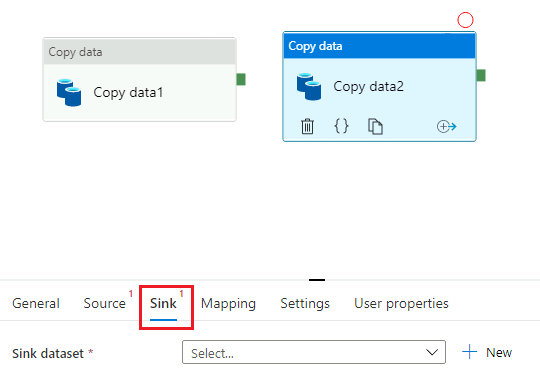 Copy data
Copy data1
Copy data
Copy data2
{}
General Source 1 Sink 1 Mapping Settings User properties
Sink dataset * Select... New